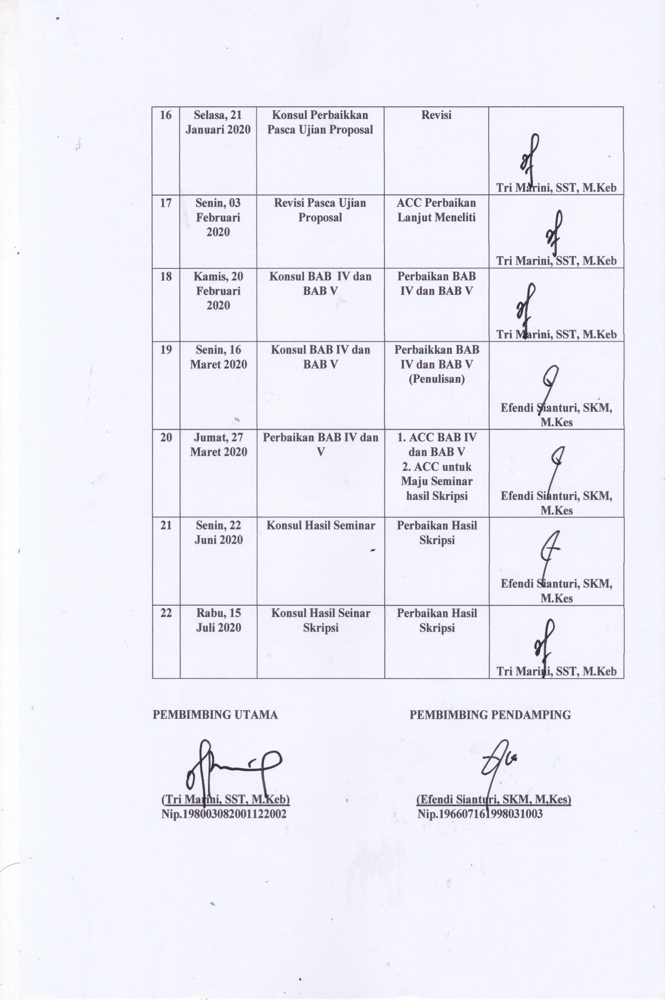 16
Selasa, 21
Januari 2020
Konsul Perbaikkan
Pasca Ujian Proposal
Revisi
Tri Marini, SST, M.Keb
17
Senin, 03
Februari
2020
Revisi Pasca Ujian
Proposal
ACC Perbaikan
Lanjut Meneliti
Tri Marini, SST, M.Keb
18
Kamis, 20
Februari
2020
Konsul BAB IV dan
BAB V
Perbaikan BAB
IV dan BAB V
Tri Marini, SST, M.Keb
19
Senin, 16
Maret 2020
Konsul BAB IV dan
BAB V
Perbaikkan BAB
IV dan BAB V
(Penulisan)
Efendi Sianturi, SKM,
M.Kes
20
Jumat, 27
Maret 2020
Perbaikan BAB IV dan
V
1. ACC BAB IV
dan BAB V
2. ACC untuk
Maju Seminar
hasil Skripsi
Efendi Sianturi, SKM,
M.Kes
21
Senin, 22
Juni 2020
Konsul Hasil Seminar
Perbaikan Hasil
Skripsi
Efendi Sianturi, SKM,
M.Kes
22
Rabu, 15
Juli 2020
Konsul Hasil Seinar
Skripsi
Perbaikan Hasil
Skripsi
Tri Marini, SST, M.Keb
PEMBIMBING UTAMA
PEMBIMBING PENDAMPING
(Tri Marini, SST, M.Keb)
(Efendi Sianturi, SKM, M,Kes)
Nip.198003082001122002
Nip.196607161998031003